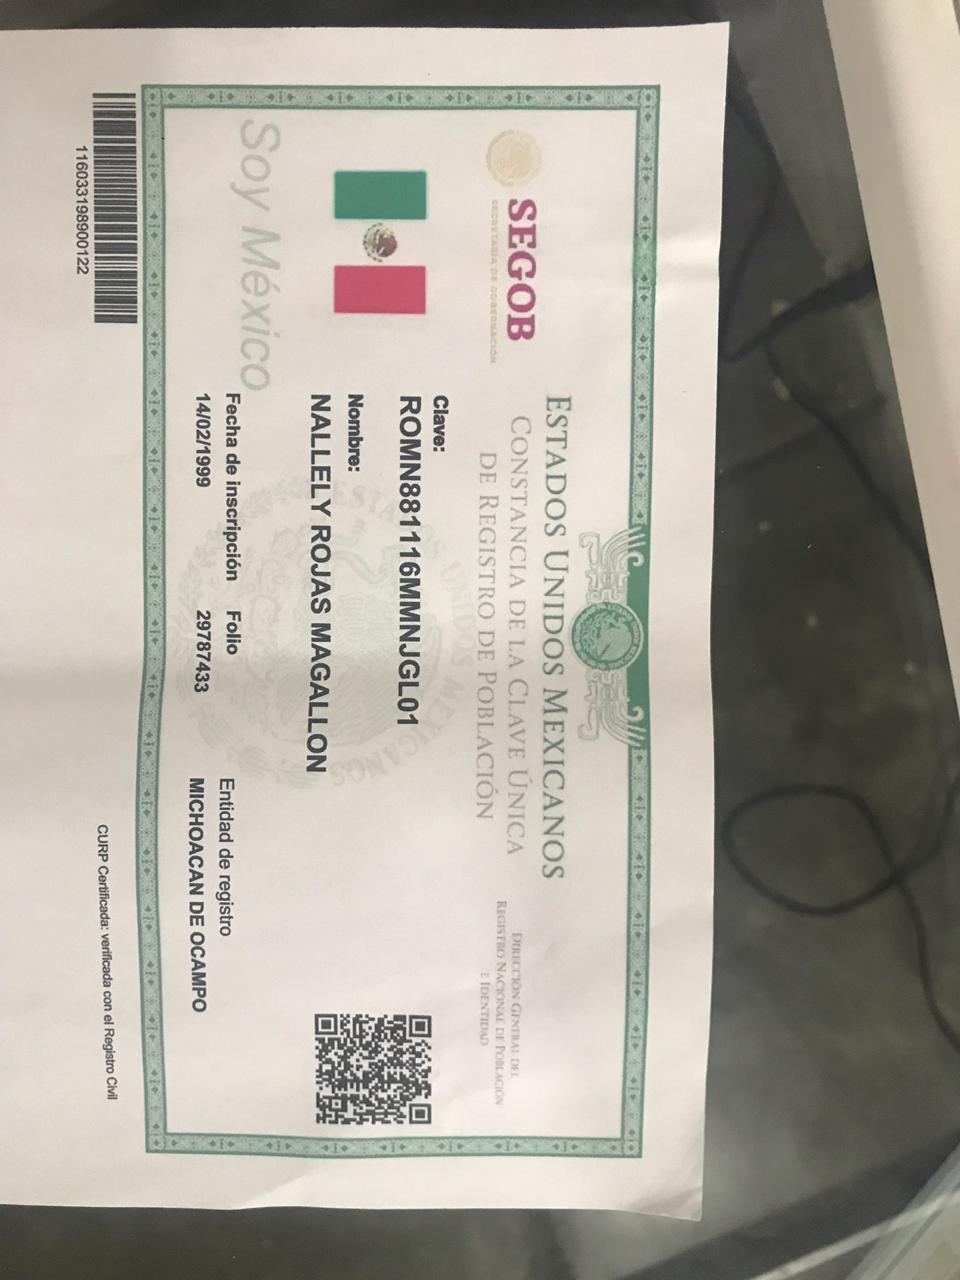 SEGOB
SECRETARÍA DE GOBERNACIÓN
ESTADOS UNIDOS MEXICANOS
CONSTANCIA DE LA CLAVE ÚNICA
DE REGISTRO DE POBLACIÓN
DIRECCIÓN GENERAL DEL
REGISTRO NACIONAL DE POBLACIÓN
E IDENTIDAD
Clave:
ROMN881116MMNJGL01
Nombre:
NALLELY ROJAS MAGALLON
Soy México
Fecha de inscripción Folio Entidad de registro
14/02/1999 29787433 MICHOACAN DE OCAMPO
116033198900122
CURP Certificada: verificada con el Registro Civil